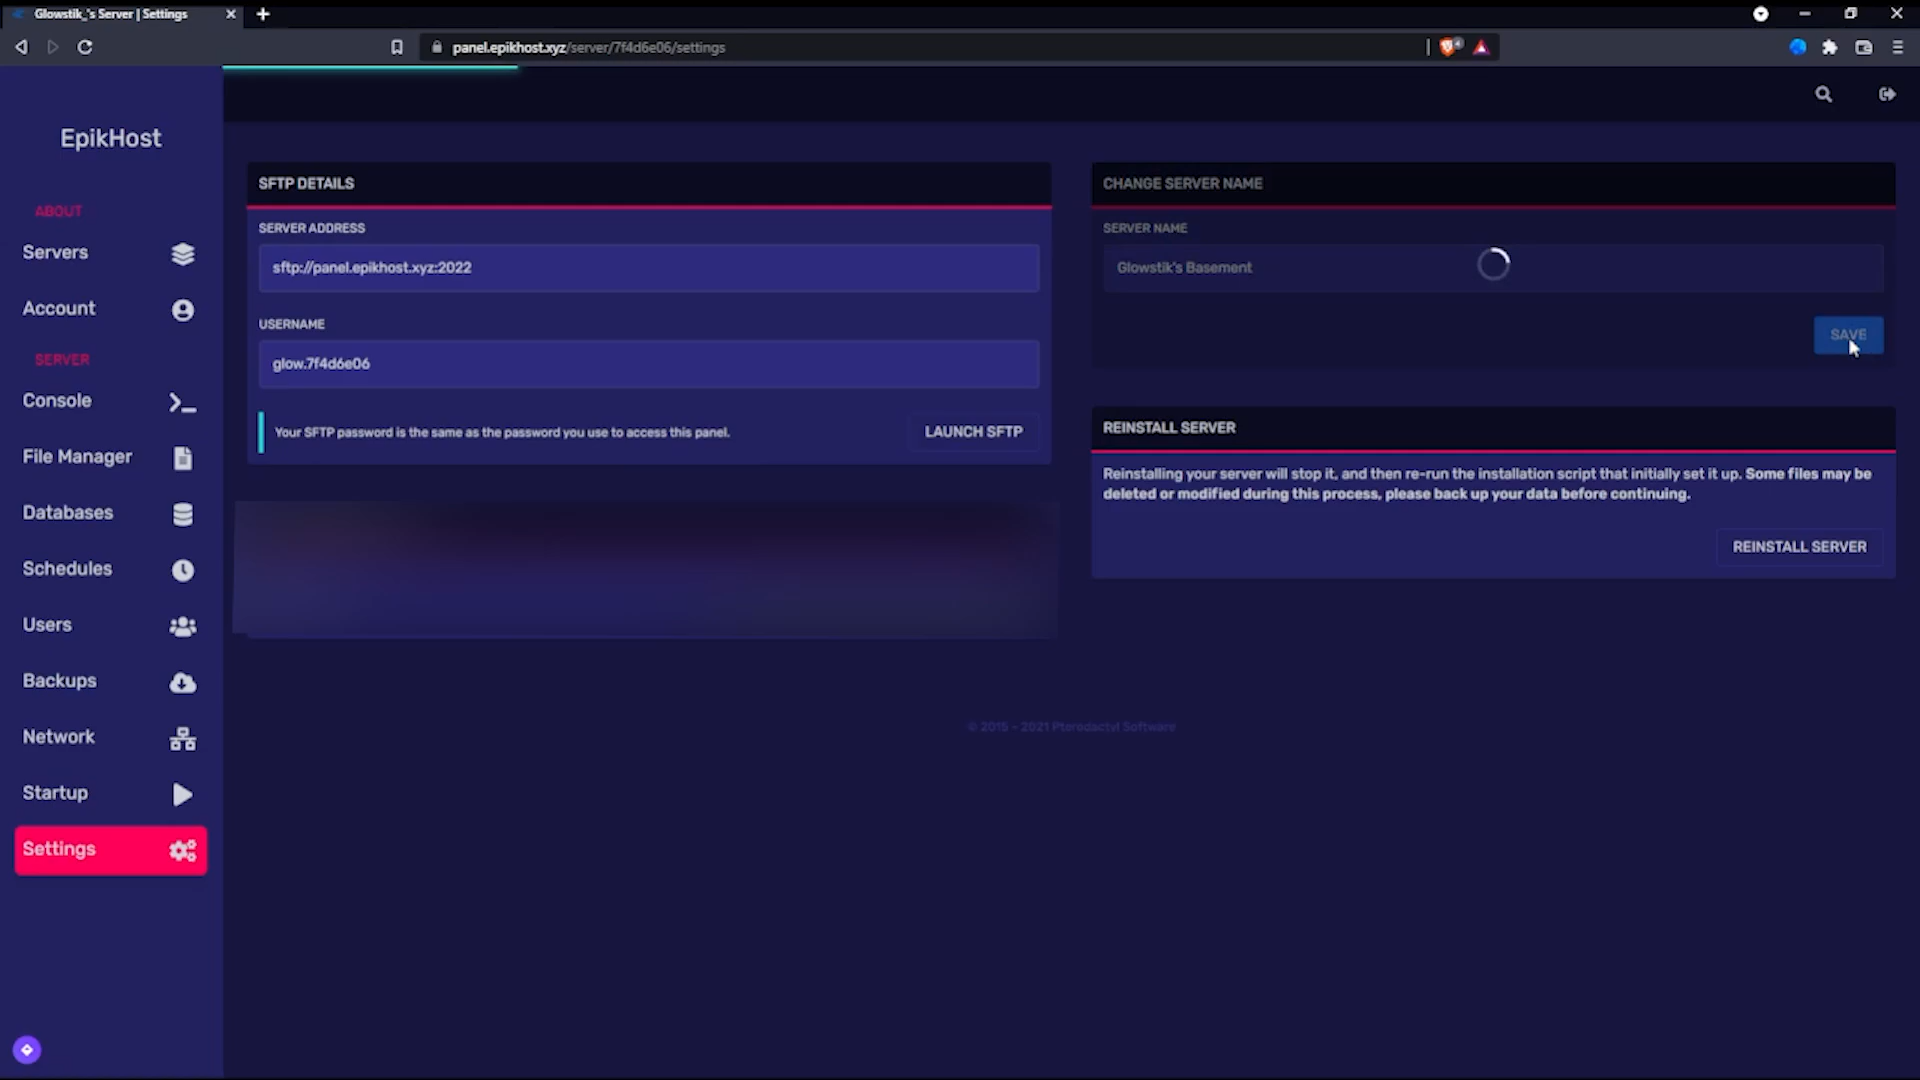 Glowstik_'s Server | Settings
panel.epikhost.xyz/server/7f4d6e06/settings
EpikHost
ABOUT
Servers
Account
SERVER
Console
File Manager
Databases
Schedules
Users
Backups
Network
Startup
Settings
SFTP DETAILS
SERVER ADDRESS
sftp://panel.epikhost.xyz:2022
USERNAME
glow.7f4d6e06
Your SFTP password is the same as the password you use to access this panel.
LAUNCH SFTP
CHANGE SERVER NAME
SERVER NAME
Glowstik's Basement
SAVE
REINSTALL SERVER
Reinstalling your server will stop it, and then re-run the installation script that initially set it up. Some files may be
deleted or modified during this process, please back up your data before continuing.
REINSTALL SERVER
© 2015 - 2021 Pterodactyl Software